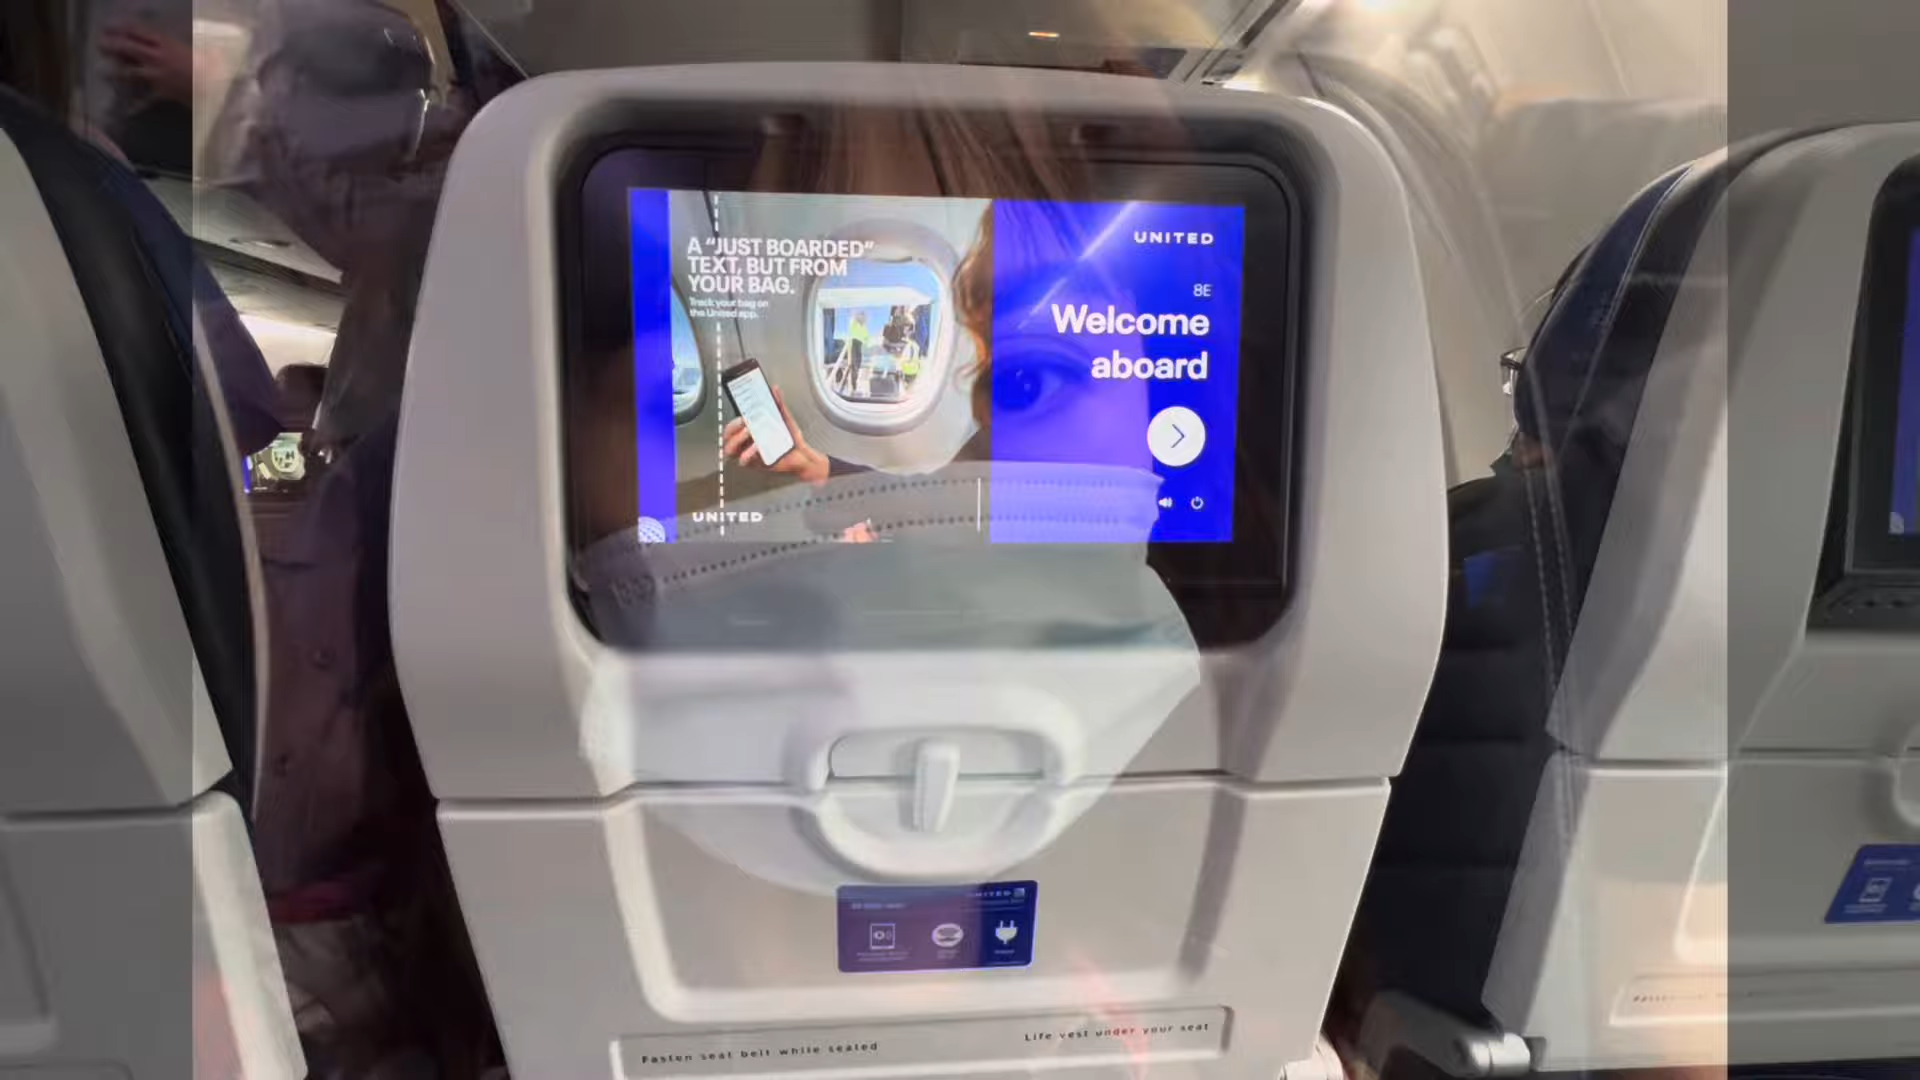 A “JUST BOARDED”
TEXT, BUT FROM
YOUR BAG.
Track your bag on
the United app.
UNITED
UNITED
8E
Welcome
aboard
UNITED
Fasten seat belt while seated
Life vest under your seat